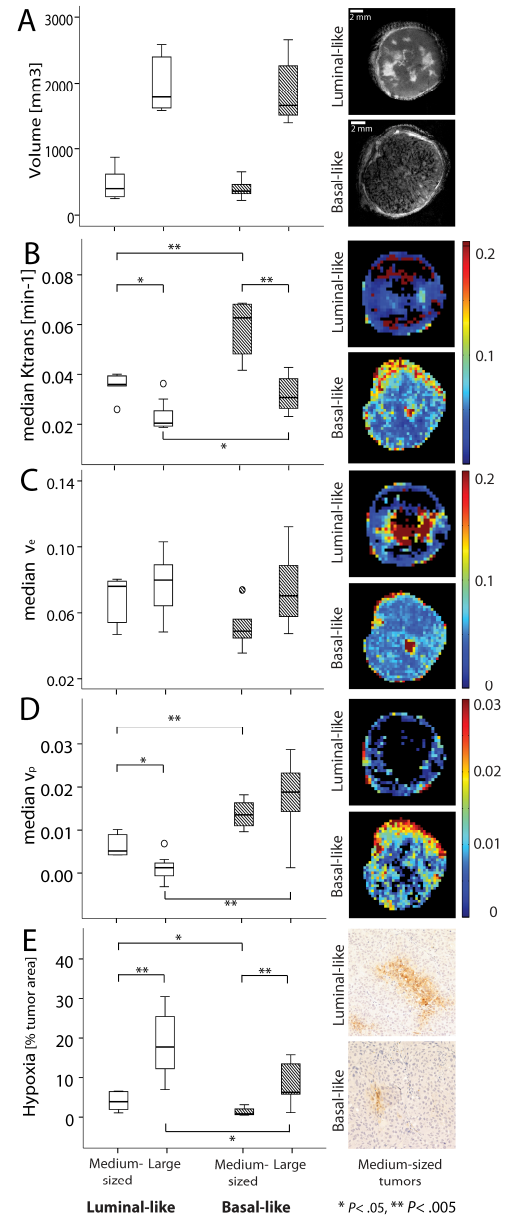 A
Volume [mm3]
3000
2000
1000
0
Luminal-like
2 mm
Basal-like
2 mm
B
median Ktrans [min-1]
0.08
0.06
0.04
0.02
**
*
**
*
Luminal-like
Basal-like
0.2
0.1
C
median ve
0.14
0.10
0.06
0.02
Luminal-like
Basal-like
0.2
0.1
0
D
median vp
0.03
0.02
0.01
0.00
**
*
**
Luminal-like
Basal-like
0.03
0.02
0.01
0
E
Hypoxia [% tumor area]
40
30
20
10
0
*
**
**
*
Luminal-like
Basal-like
Medium-sized Large
Medium-sized Large
Luminal-like
Basal-like
Medium-sized
tumors
* P< .05, ** P< .005